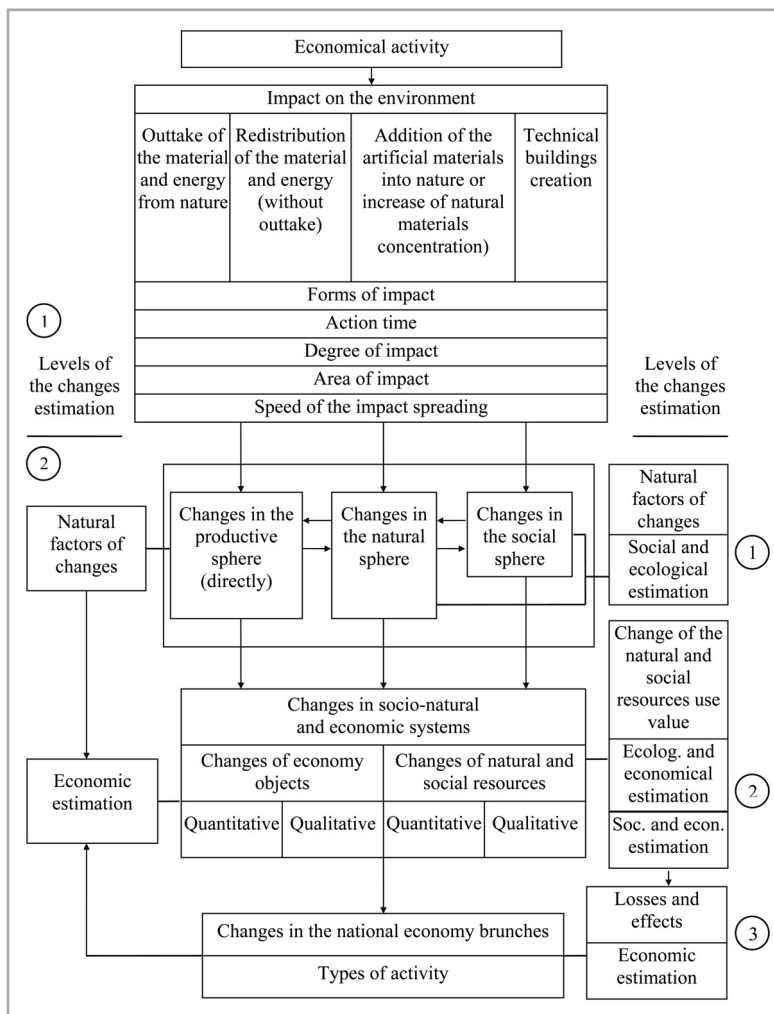 Economical activity
Impact on the environment
Outtake of
the material
and energy
from nature
Redistribution
of the material
and energy
(without
outtake)
Addition of the
artificial materials
into nature or
increase of natural
materials
concentration)
Technical
buildings
creation
Forms of impact
Action time
Degree of impact
Area of impact
Speed of the impact spreading
1
Levels of
the changes
estimation
2
Levels of
the changes
estimation
Natural
factors of
changes
Changes in the
productive
sphere
(directly)
Changes in
the natural
sphere
Changes in
the social
sphere
Natural
factors of
changes
Social and
ecological
estimation
1
Changes in socio-natural
and economic systems
Changes of economy
objects
Changes of natural and
social resources
Quantitative
Qualitative
Quantitative
Qualitative
Economic
estimation
Change of the
natural and
social
resources use
value
Ecolog. and
economical
estimation
Soc. and econ.
estimation
2
Changes in the national economy brunches
Types of activity
Losses and
effects
Economic
estimation
3